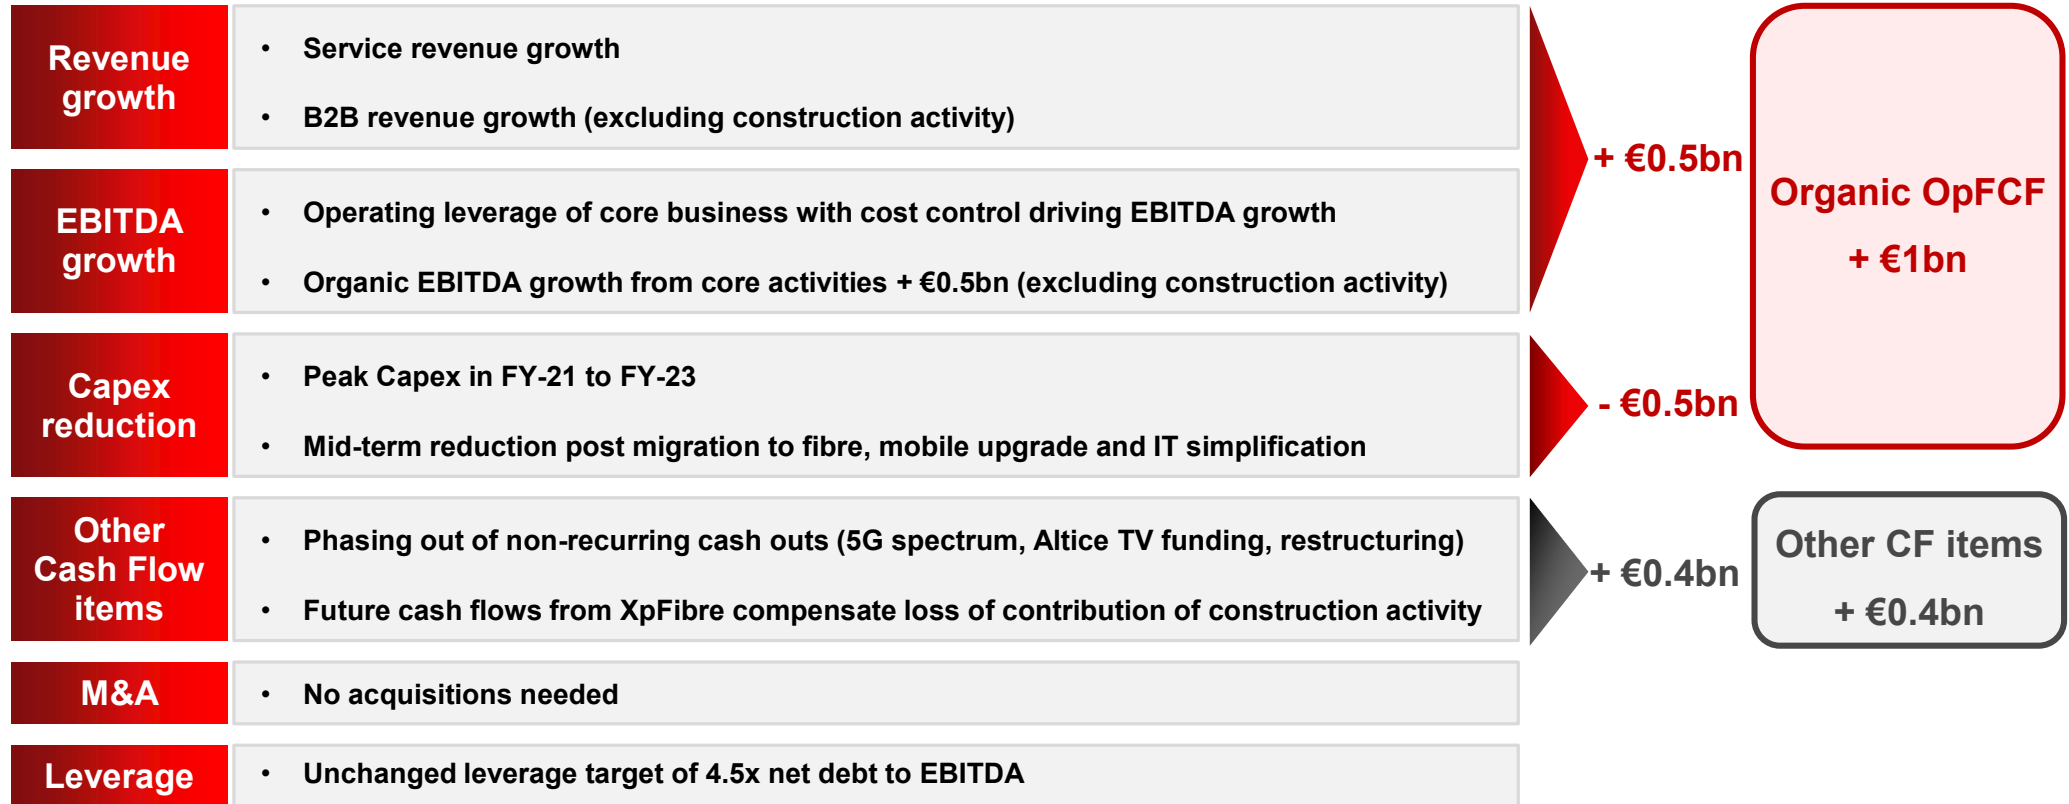 Revenue
growth
• Service revenue growth
• B2B revenue growth (excluding construction activity)
EBITDA
growth
• Operating leverage of core business with cost control driving EBITDA growth
• Organic EBITDA growth from core activities + €0.5bn (excluding construction activity)
+ €0.5bn
Capex
reduction
• Peak Capex in FY-21 to FY-23
• Mid-term reduction post migration to fibre, mobile upgrade and IT simplification
- €0.5bn
Organic OpFCF
+ €1bn
Other
Cash Flow
items
• Phasing out of non-recurring cash outs (5G spectrum, Altice TV funding, restructuring)
• Future cash flows from XpFibre compensate loss of contribution of construction activity
+ €0.4bn
Other CF items
+ €0.4bn
M&A
• No acquisitions needed
Leverage
• Unchanged leverage target of 4.5x net debt to EBITDA